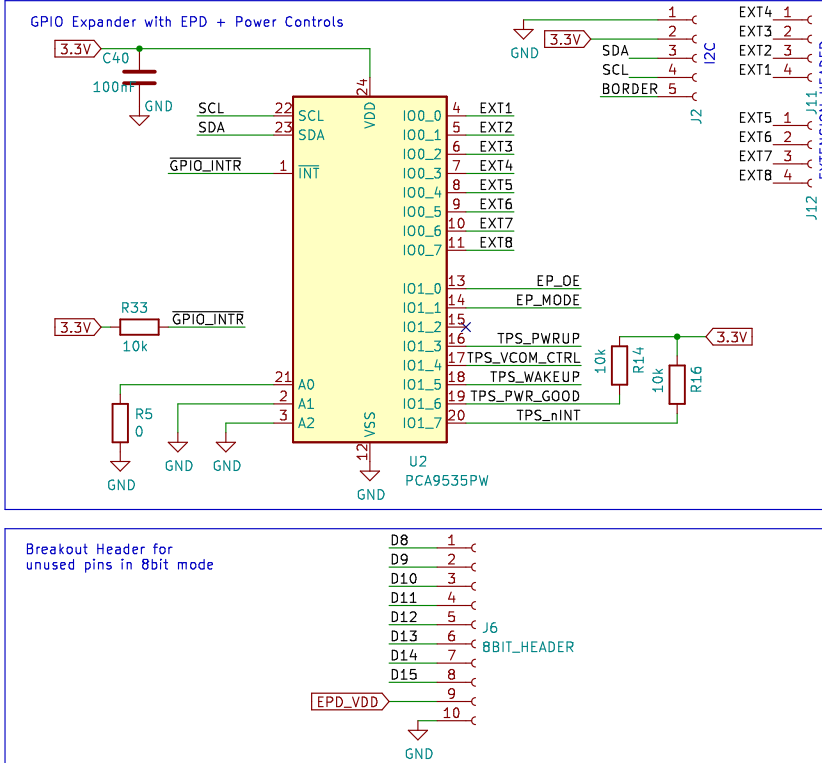 GPIO Expander with EPD + Power Controls
3.3V
C40
100nF
GND
24
VDD
SCL 22 SCL
SDA 23 SDA
GPIO_INTR 1 INT
IO0_0 4 EXT1
IO0_1 5 EXT2
IO0_2 6 EXT3
IO0_3 7 EXT4
IO0_4 8 EXT5
IO0_5 9 EXT6
IO0_6 10 EXT7
IO0_7 11 EXT8
IO1_0 13 EP_OE
IO1_1 14 EP_MODE
IO1_2 15
IO1_3 16 TPS_PWRUP
IO1_4 17 TPS_VCOM_CTRL
IO1_5 18 TPS_WAKEUP
IO1_6 19 TPS_PWR_GOOD
IO1_7 20 TPS_nINT
R33
3.3V
GPIO_INTR
10k
21 A0
2 A1
3 A2
R5
0
GND
GND
GND
VSS
12
GND
U2
PCA9535PW
10k
R14
10k
R16
3.3V
GND
1
3.3V
2
SDA 3
SCL 4
BORDER 5
I2C
J2
EXT4 1
EXT3 2
EXT2 3
EXT1 4
J11
EXT5 1
EXT6 2
EXT7 3
EXT8 4
J12
EXTENSION HEADER
Breakout Header for
unused pins in 8bit mode
D8 1
D9 2
D10 3
D11 4
D12 5
D13 6
D14 7
D15 8
EPD_VDD 9
10
GND
J6
8BIT_HEADER